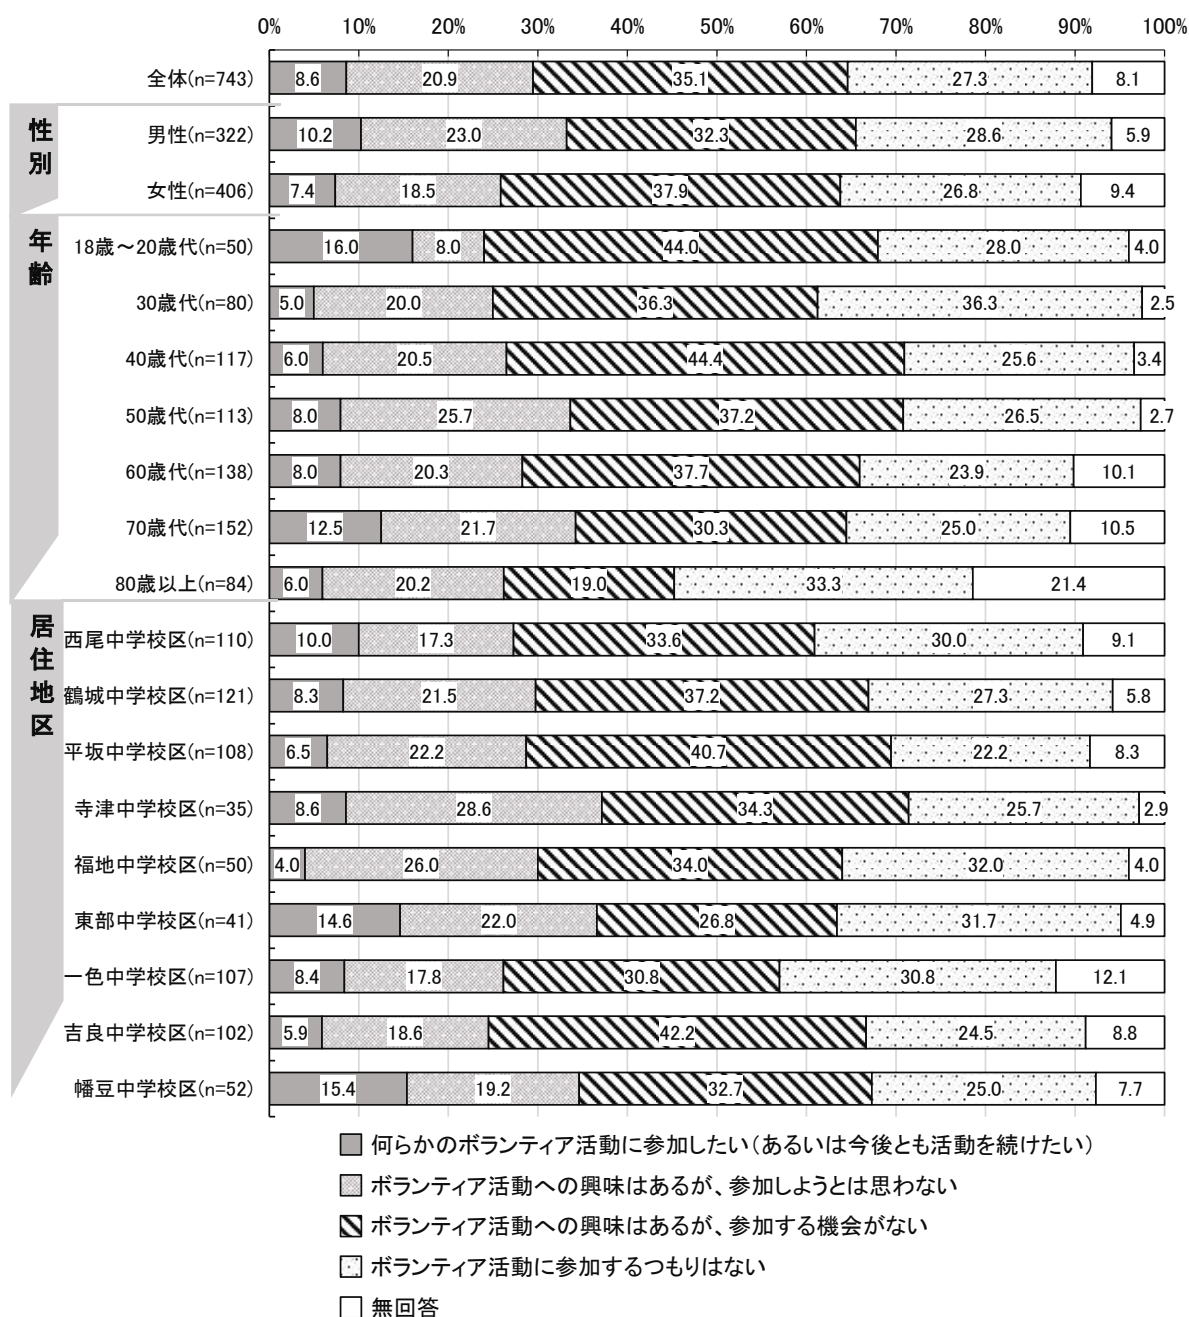 0% 10% 20% 30% 40% 50% 60% 70% 80% 90% 100%
全体(n=743) 8.6 20.9 35.1 27.3 8.1
性別
男性(n=322) 10.2 23.0 32.3 28.6 5.9
女性(n=406) 7.4 18.5 37.9 26.8 9.4
年齢
18歳～20歳代(n=50) 16.0 8.0 44.0 28.0 4.0
30歳代(n=80) 5.0 20.0 36.3 36.3 2.5
40歳代(n=117) 6.0 20.5 44.4 25.6 3.4
50歳代(n=113) 8.0 25.7 37.2 26.5 2.7
60歳代(n=138) 8.0 20.3 37.7 23.9 10.1
70歳代(n=152) 12.5 21.7 30.3 25.0 10.5
80歳以上(n=84) 6.0 20.2 19.0 33.3 21.4
居住地区
西尾中学校区(n=110) 10.0 17.3 33.6 30.0 9.1
鶴城中学校区(n=121) 8.3 21.5 37.2 27.3 5.8
平坂中学校区(n=108) 6.5 22.2 40.7 22.2 8.3
寺津中学校区(n=35) 8.6 28.6 34.3 25.7 2.9
福地中学校区(n=50) 4.0 26.0 34.0 32.0 4.0
東部中学校区(n=41) 14.6 22.0 26.8 31.7 4.9
一色中学校区(n=107) 8.4 17.8 30.8 30.8 12.1
吉良中学校区(n=102) 5.9 18.6 42.2 24.5 8.8
幡豆中学校区(n=52) 15.4 19.2 32.7 25.0 7.7
何らかのボランティア活動に参加したい（あるいは今後とも活動を続けたい）
ボランティア活動への興味はあるが、参加しようとは思わない
ボランティア活動への興味はあるが、参加する機会がない
ボランティア活動に参加するつもりはない
無回答